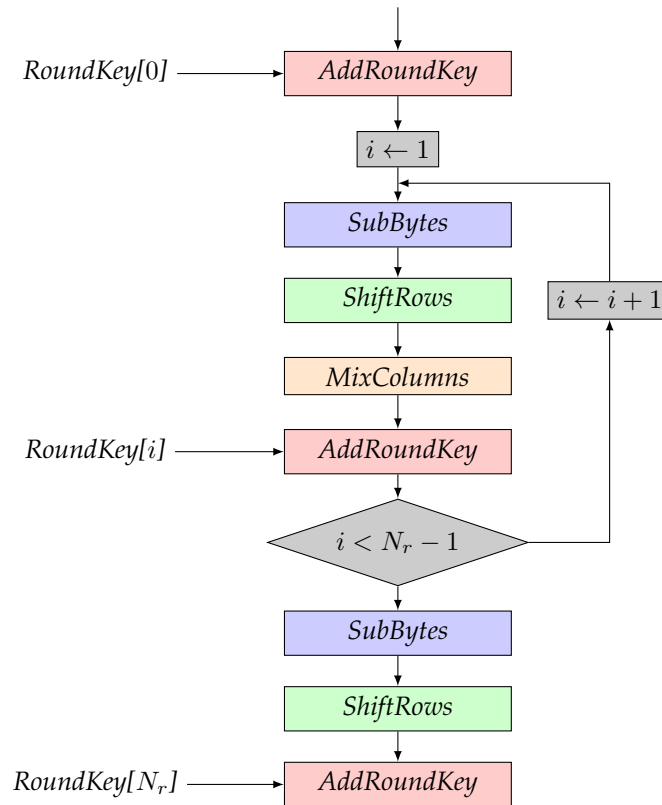 RoundKey[0]
AddRoundKey
i ← 1
SubBytes
ShiftRows
i ← i + 1
MixColumns
RoundKey[i]
AddRoundKey
i < N_r − 1
SubBytes
ShiftRows
RoundKey[N_r]
AddRoundKey